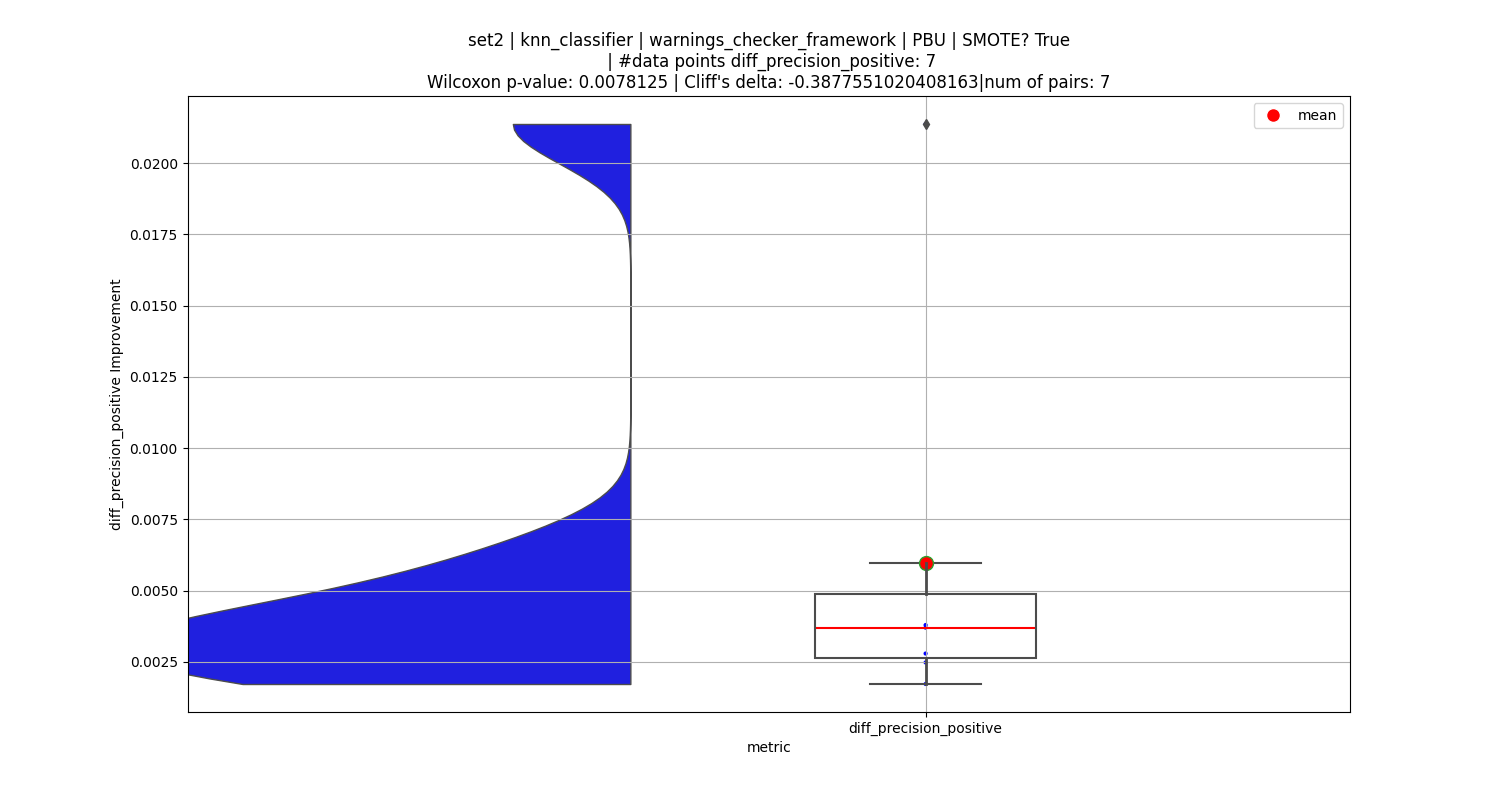 set2 | knn_classifier | warnings_checker_framework | PBU | SMOTE? True
| #data points diff_precision_positive: 7
Wilcoxon p-value: 0.0078125 | Cliff's delta: -0.3877551020408163|num of pairs: 7
mean
0.0200
0.0175
0.0150
0.0125
0.0100
0.0075
0.0050
0.0025
diff_precision_positive Improvement
diff_precision_positive
metric